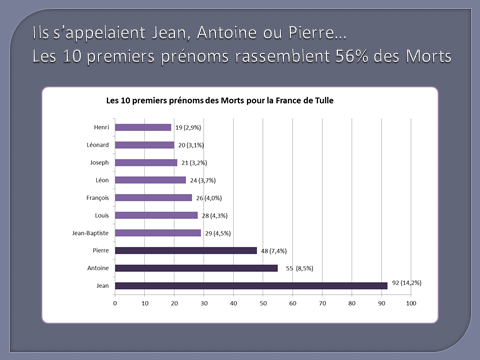 Ils s'appelaient Jean, Antoine ou Pierre…
Les 10 premiers prénoms rassemblent 56% des Morts
Les 10 premiers prénoms des Morts pour la France de Tulle
Henri 19 (2,9%)
Léonard 20 (3,1%)
Joseph 21 (3,2%)
Léon 24 (3,7%)
François 26 (4,0%)
Louis 28 (4,3%)
Jean-Baptiste 29 (4,5%)
Pierre 48 (7,4%)
Antoine 55 (8,5%)
Jean 92 (14,2%)
0 10 20 30 40 50 60 70 80 90 100